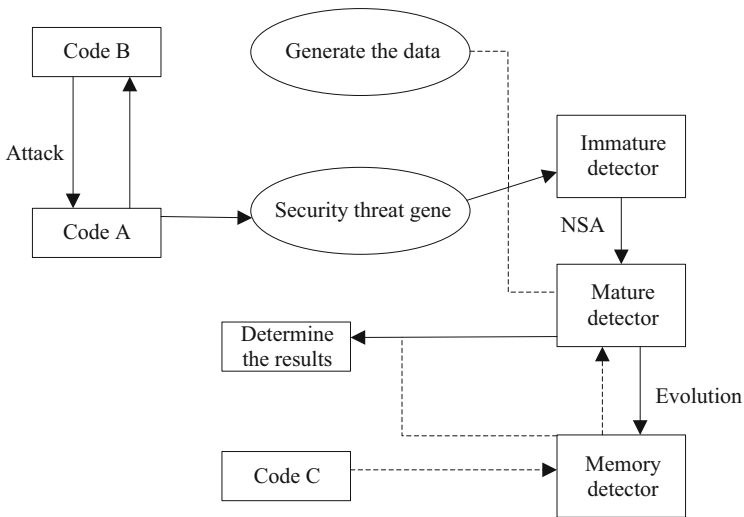 Code B
Generate the data
Attack
Immature
detector
Code A
Security threat gene
NSA
Mature
detector
Determine
the results
Evolution
Code C
Memory
detector